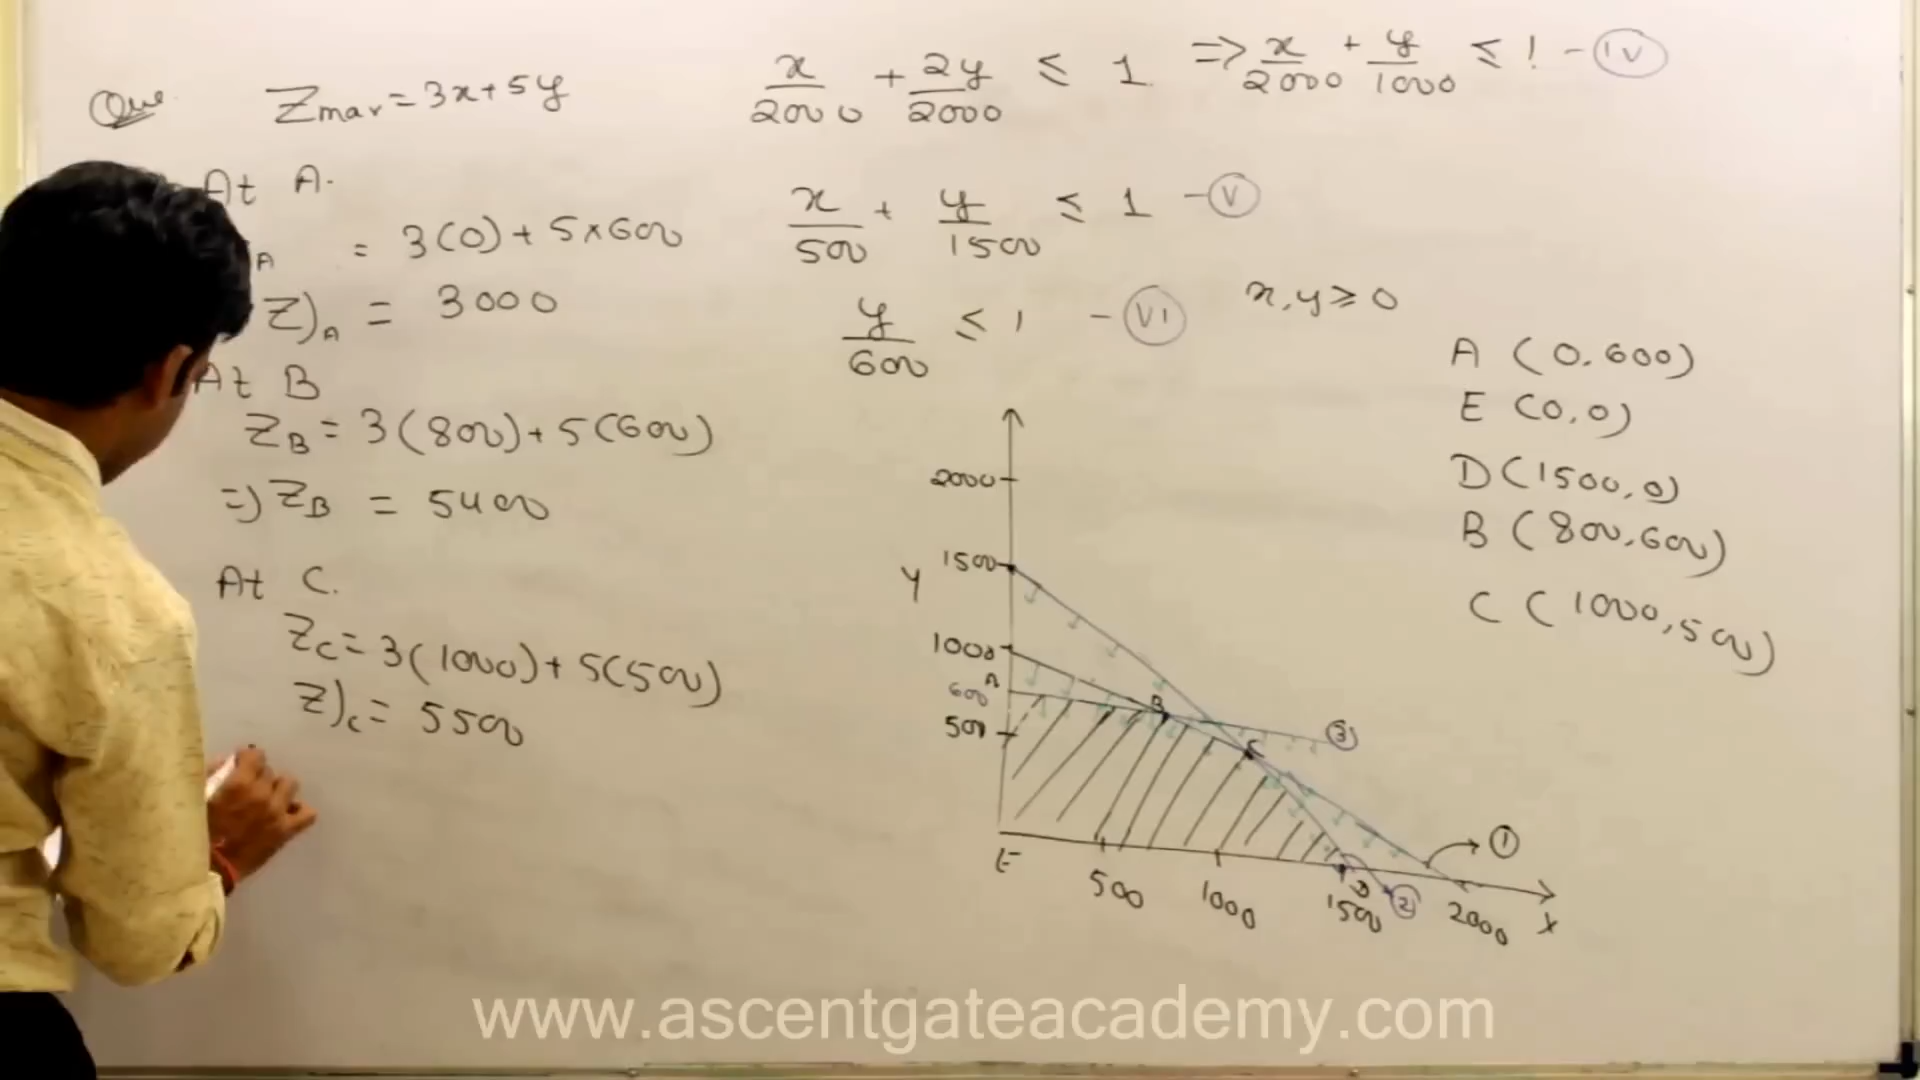 Que. Zmax = 3x + 5y
At A.
A = 3(0) + 5×600
Z)A = 3000
At B
ZB = 3(800) + 5(600)
=) ZB = 5400
At C.
ZC = 3(1000) + 5(500)
Z)C = 5500
x/2000 + 2y/2000 ≤ 1 => x/2000 + y/1000 ≤ 1 - (IV)
x/500 + y/1500 ≤ 1 - (V)
y/600 ≤ 1 - (VI) x, y ≥ 0
A (0, 600)
E (0, 0)
D (1500, 0)
B (800, 600)
C (1000, 500)
2000
Y 1500
1000
600 A
500
B
C
(3)
(1)
E
D
(2)
500 1000 1500 2000 X
www.ascentgateacademy.com